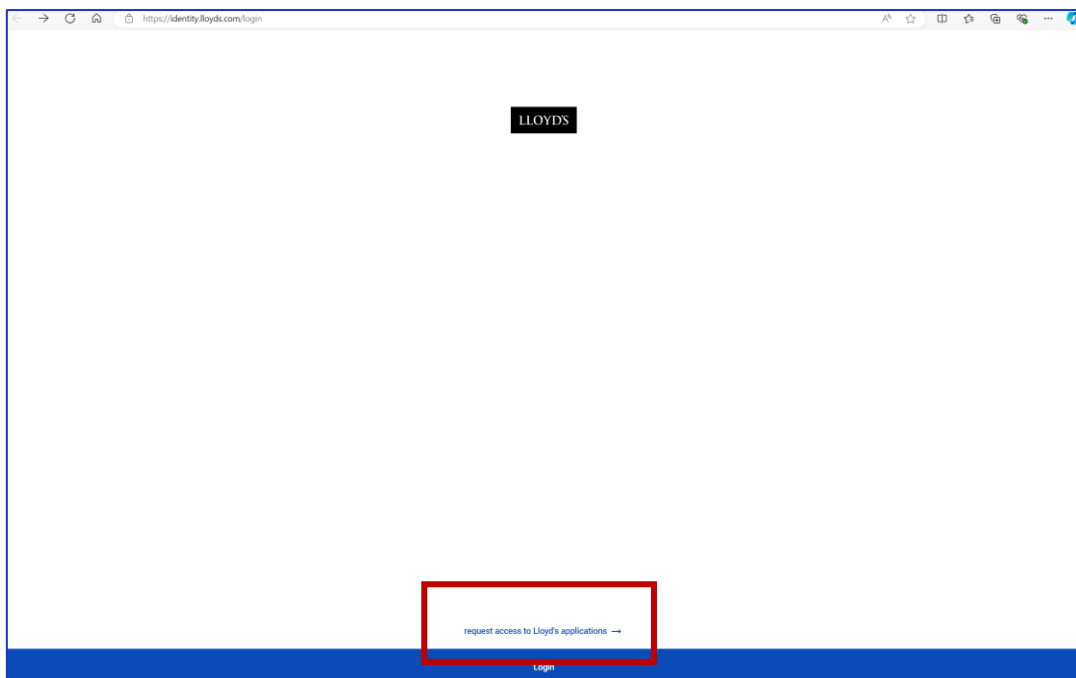 https://identity.lloyds.com/login
LLOYD'S
request access to Lloyd's applications →
Login